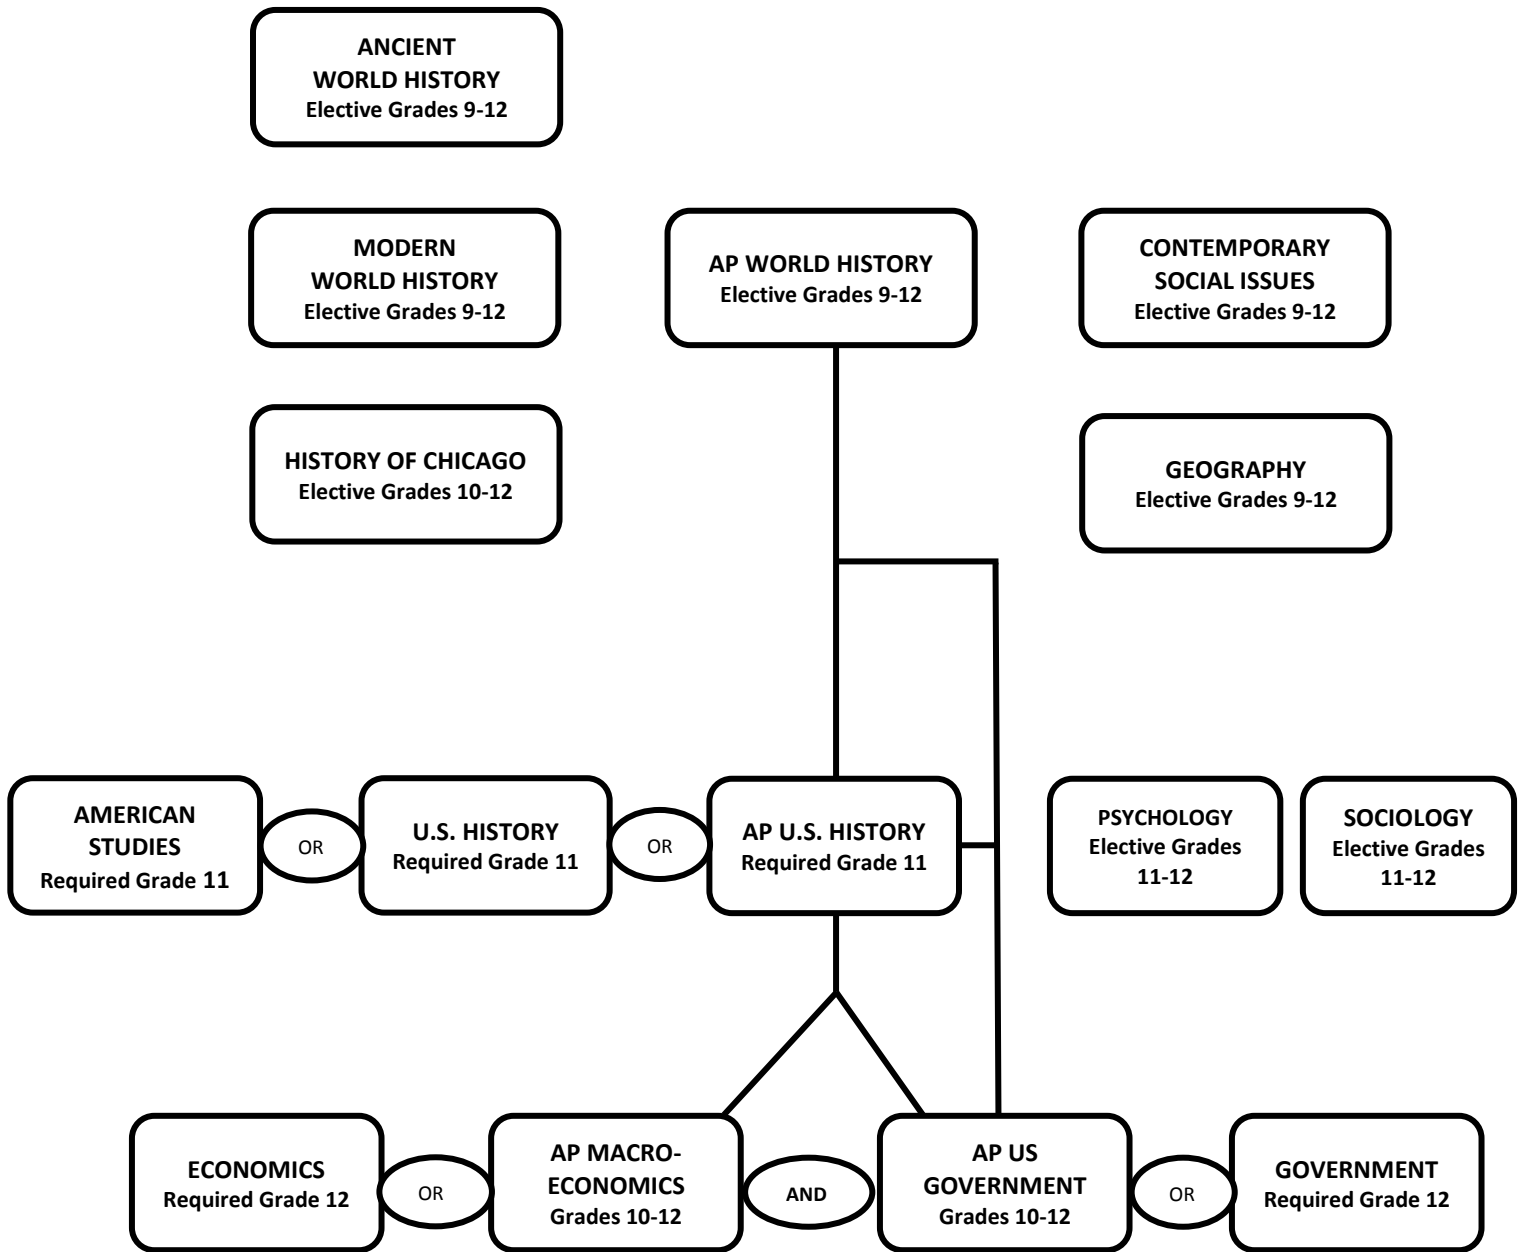 ANCIENT
WORLD HISTORY
Elective Grades 9-12
MODERN
WORLD HISTORY
Elective Grades 9-12
AP WORLD HISTORY
Elective Grades 9-12
CONTEMPORARY
SOCIAL ISSUES
Elective Grades 9-12
HISTORY OF CHICAGO
Elective Grades 10-12
GEOGRAPHY
Elective Grades 9-12
AMERICAN
STUDIES
Required Grade 11
OR
U.S. HISTORY
Required Grade 11
OR
AP U.S. HISTORY
Required Grade 11
PSYCHOLOGY
Elective Grades
11-12
SOCIOLOGY
Elective Grades
11-12
ECONOMICS
Required Grade 12
OR
AP MACRO-
ECONOMICS
Grades 10-12
AND
AP US
GOVERNMENT
Grades 10-12
OR
GOVERNMENT
Required Grade 12